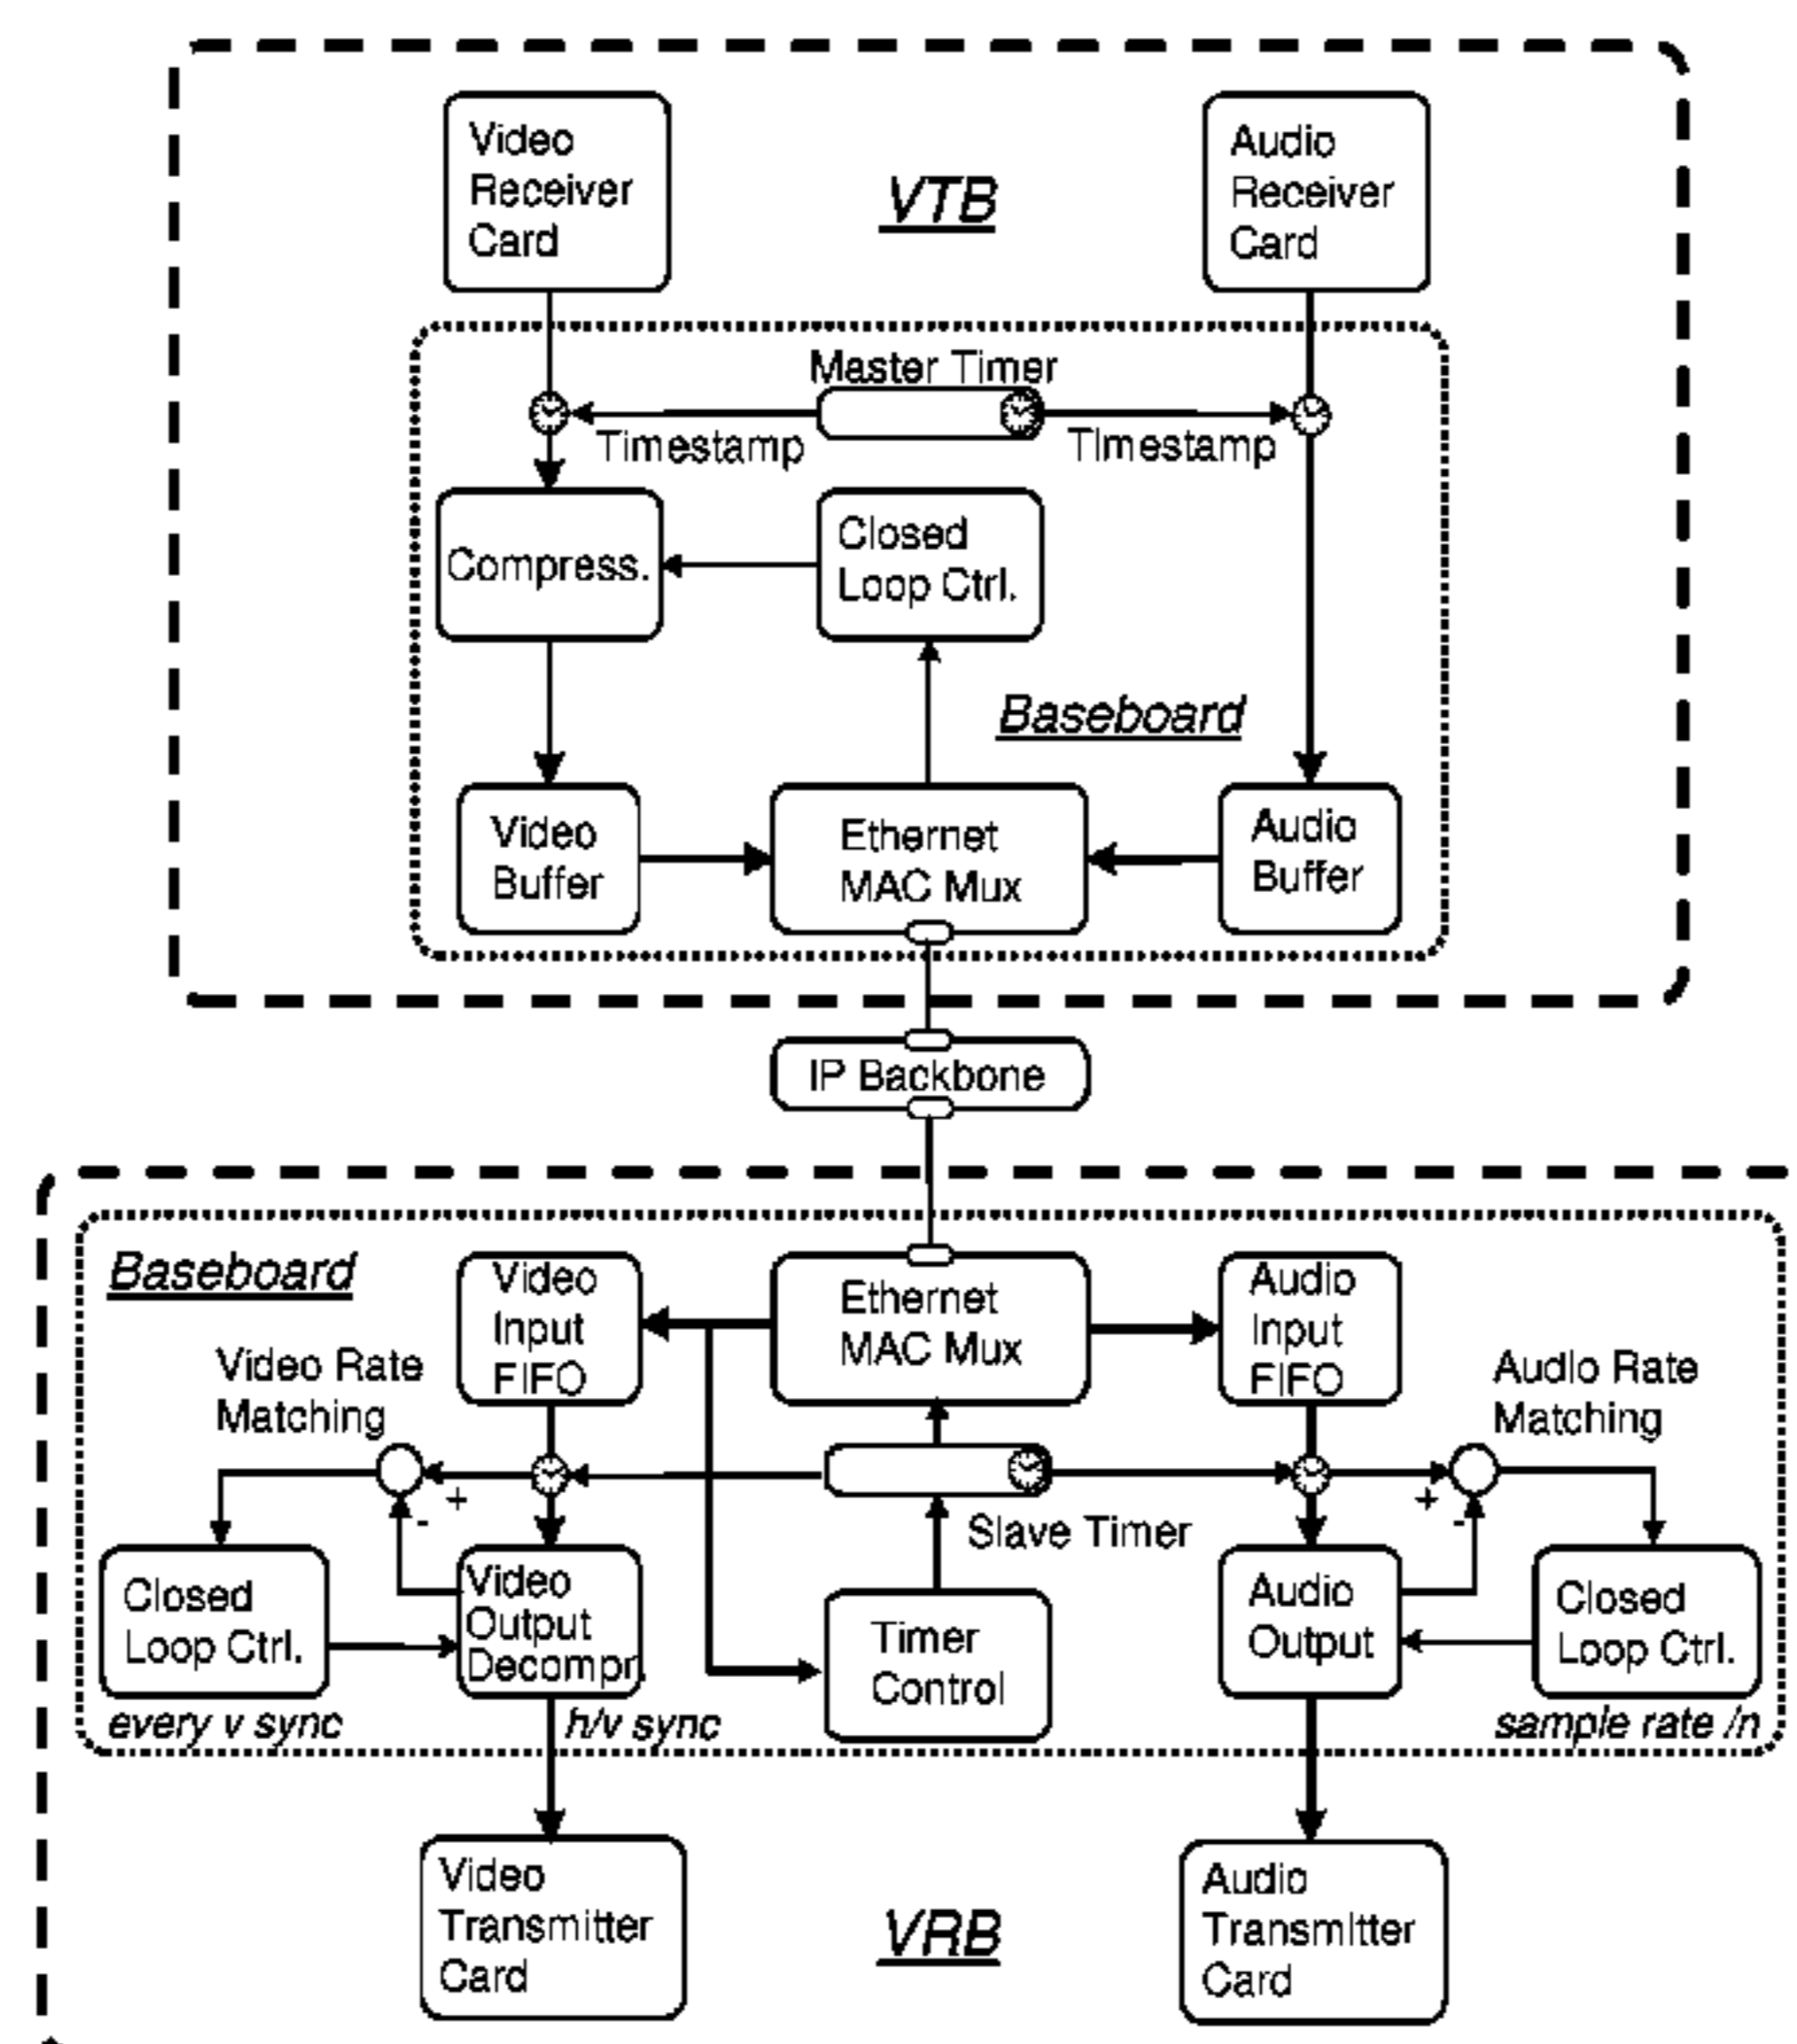 Video
Receiver
Card
VTB
Audio
Receiver
Card
Master Timer
Timestamp
Timestamp
Compress.
Closed
Loop Ctrl.
Baseboard
Video
Buffer
Ethernet
MAC Mux
Audio
Buffer
IP Backbone
Baseboard
Video
Input
FIFO
Ethernet
MAC Mux
Audio
Input
FIFO
Video Rate
Matching
Audio Rate
Matching
+
-
+
-
Slave Timer
Closed
Loop Ctrl.
Video
Output
Decompr.
Timer
Control
Audio
Output
Closed
Loop Ctrl.
every v sync
h/v sync
sample rate /n
Video
Transmitter
Card
VRB
Audio
Transmitter
Card